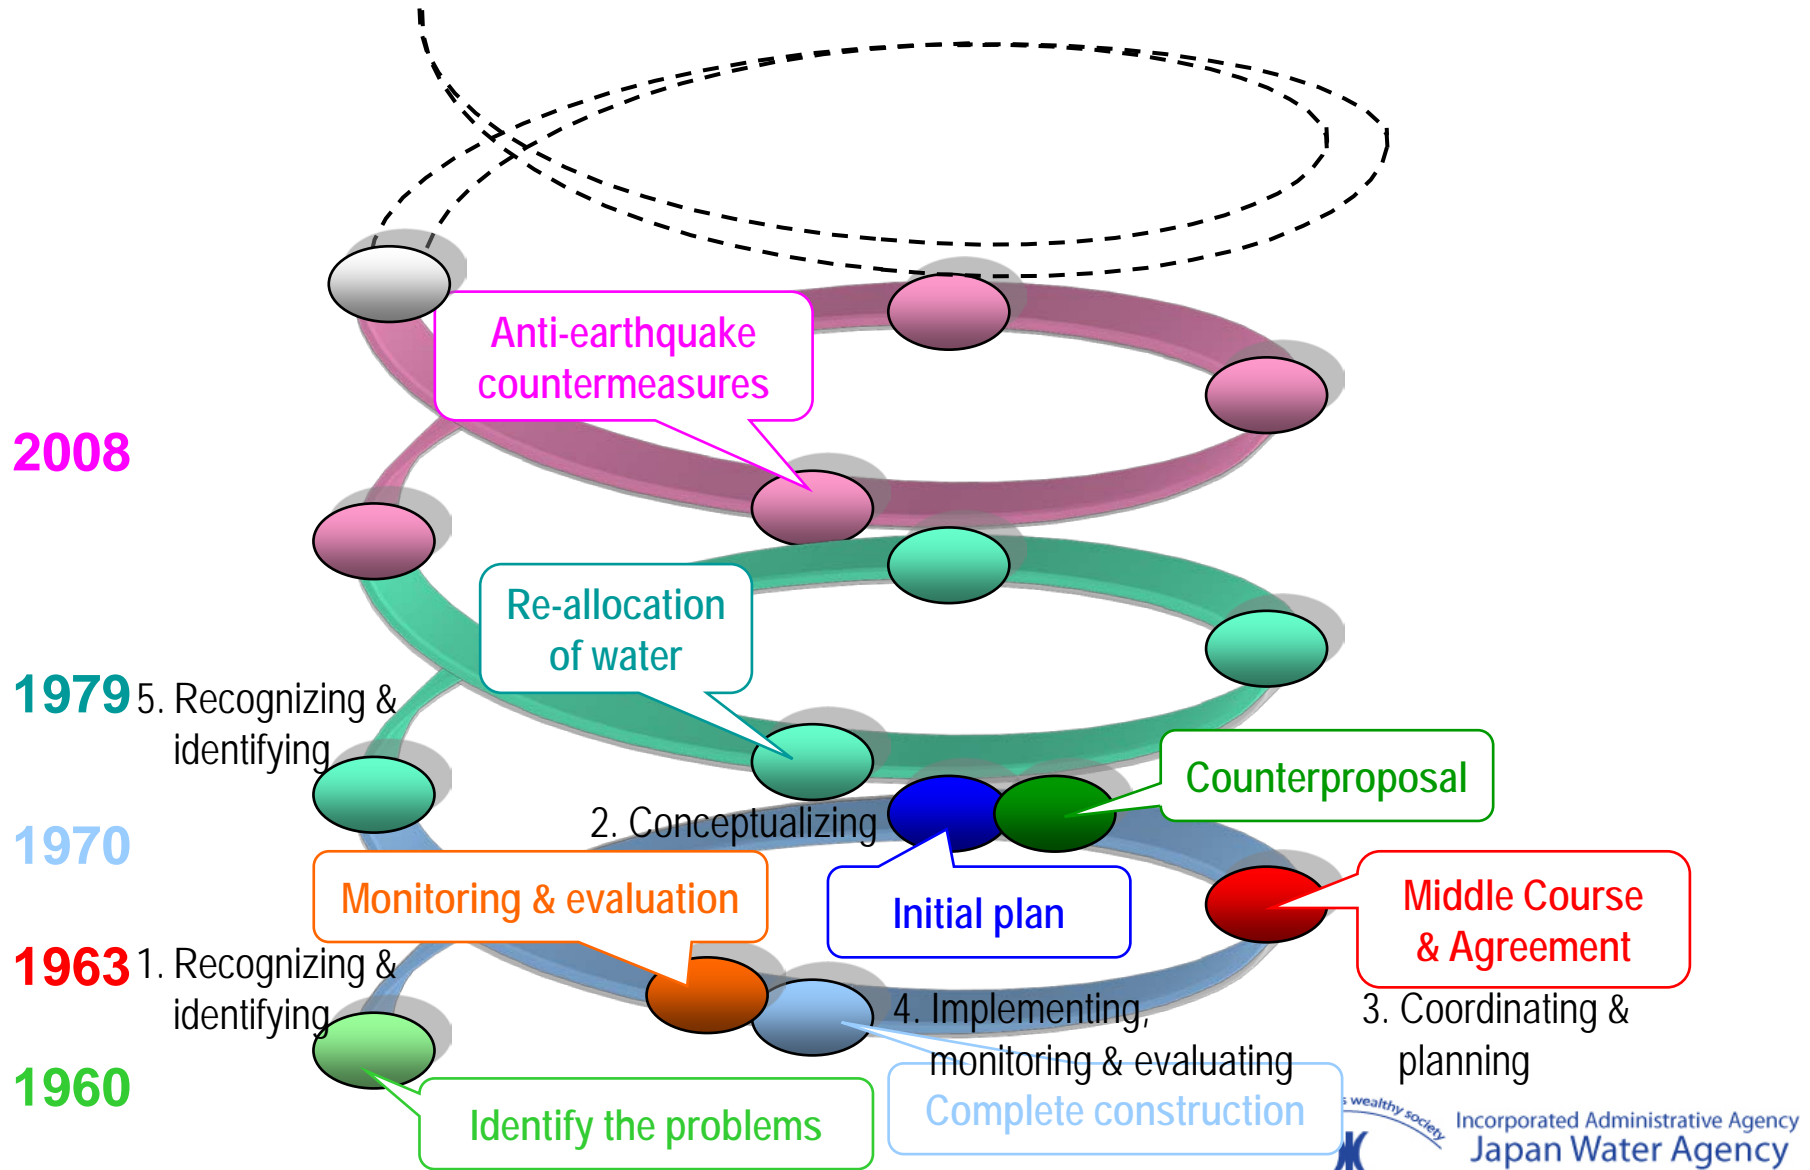 Anti-earthquake
countermeasures
2008
Re-allocation
of water
1979
5. Recognizing &
identifying
Counterproposal
2. Conceptualizing
1970
Monitoring & evaluation
Initial plan
Middle Course
& Agreement
1963
1. Recognizing &
identifying
4. Implementing,
monitoring & evaluating
3. Coordinating &
planning
1960
Identify the problems
Complete construction
wealthy society
Incorporated Administrative Agency
Japan Water Agency